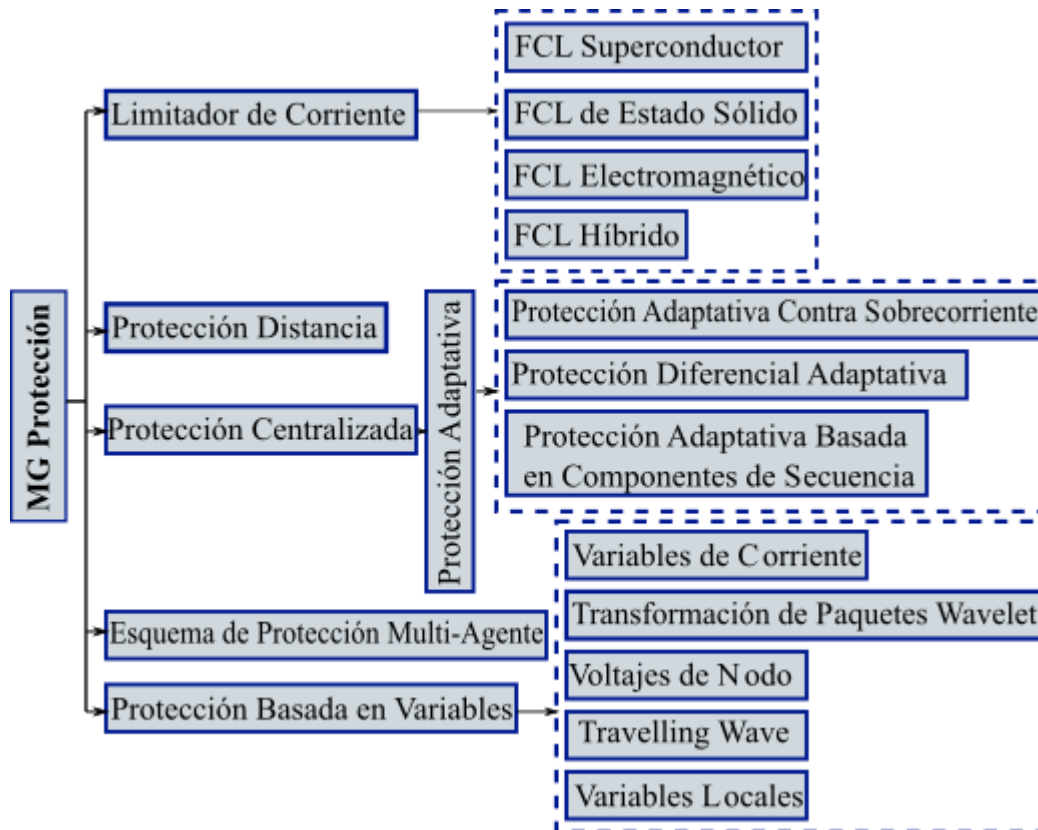 MG Protección
Limitador de Corriente
FCL Superconductor
FCL de Estado Sólido
FCL Electromagnético
FCL Híbrido
Protección Distancia
Protección Centralizada
Protección Adaptativa
Protección Adaptativa Contra Sobrecorriente
Protección Diferencial Adaptativa
Protección Adaptativa Basada
en Componentes de Secuencia
Esquema de Protección Multi-Agente
Protección Basada en Variables
Variables de Corriente
Transformación de Paquetes Wavelet
Voltajes de Nodo
Travelling Wave
Variables Locales